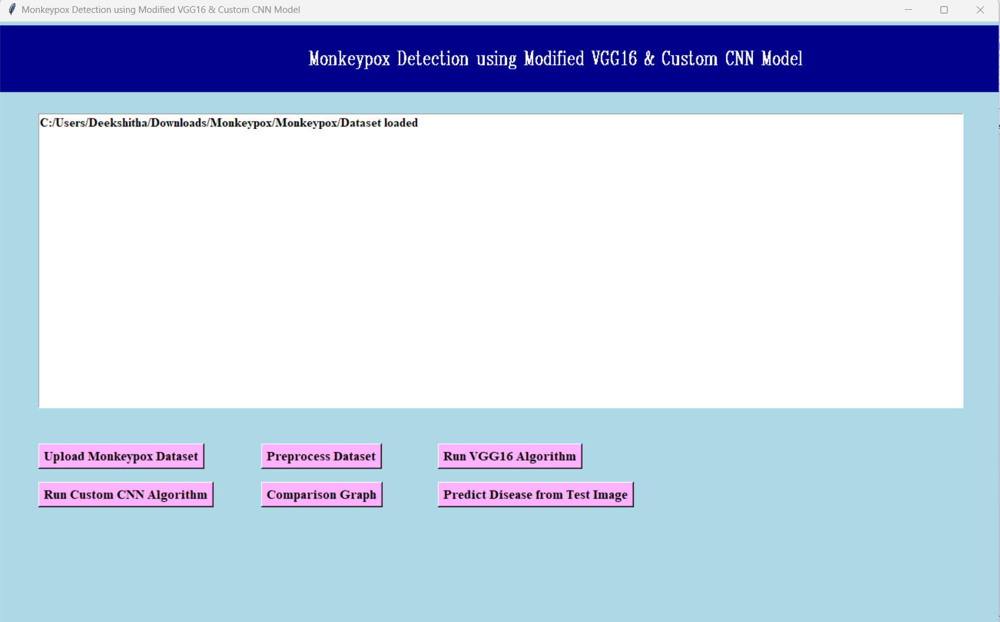 Monkeypox Detection using Modified VGG16 & Custom CNN Model
Monkeypox Detection using Modified VGG16 & Custom CNN Model
C:/Users/Deekshitha/Downloads/Monkeypox/Monkeypox/Dataset loaded
Upload Monkeypox Dataset
Preprocess Dataset
Run VGG16 Algorithm
Run Custom CNN Algorithm
Comparison Graph
Predict Disease from Test Image